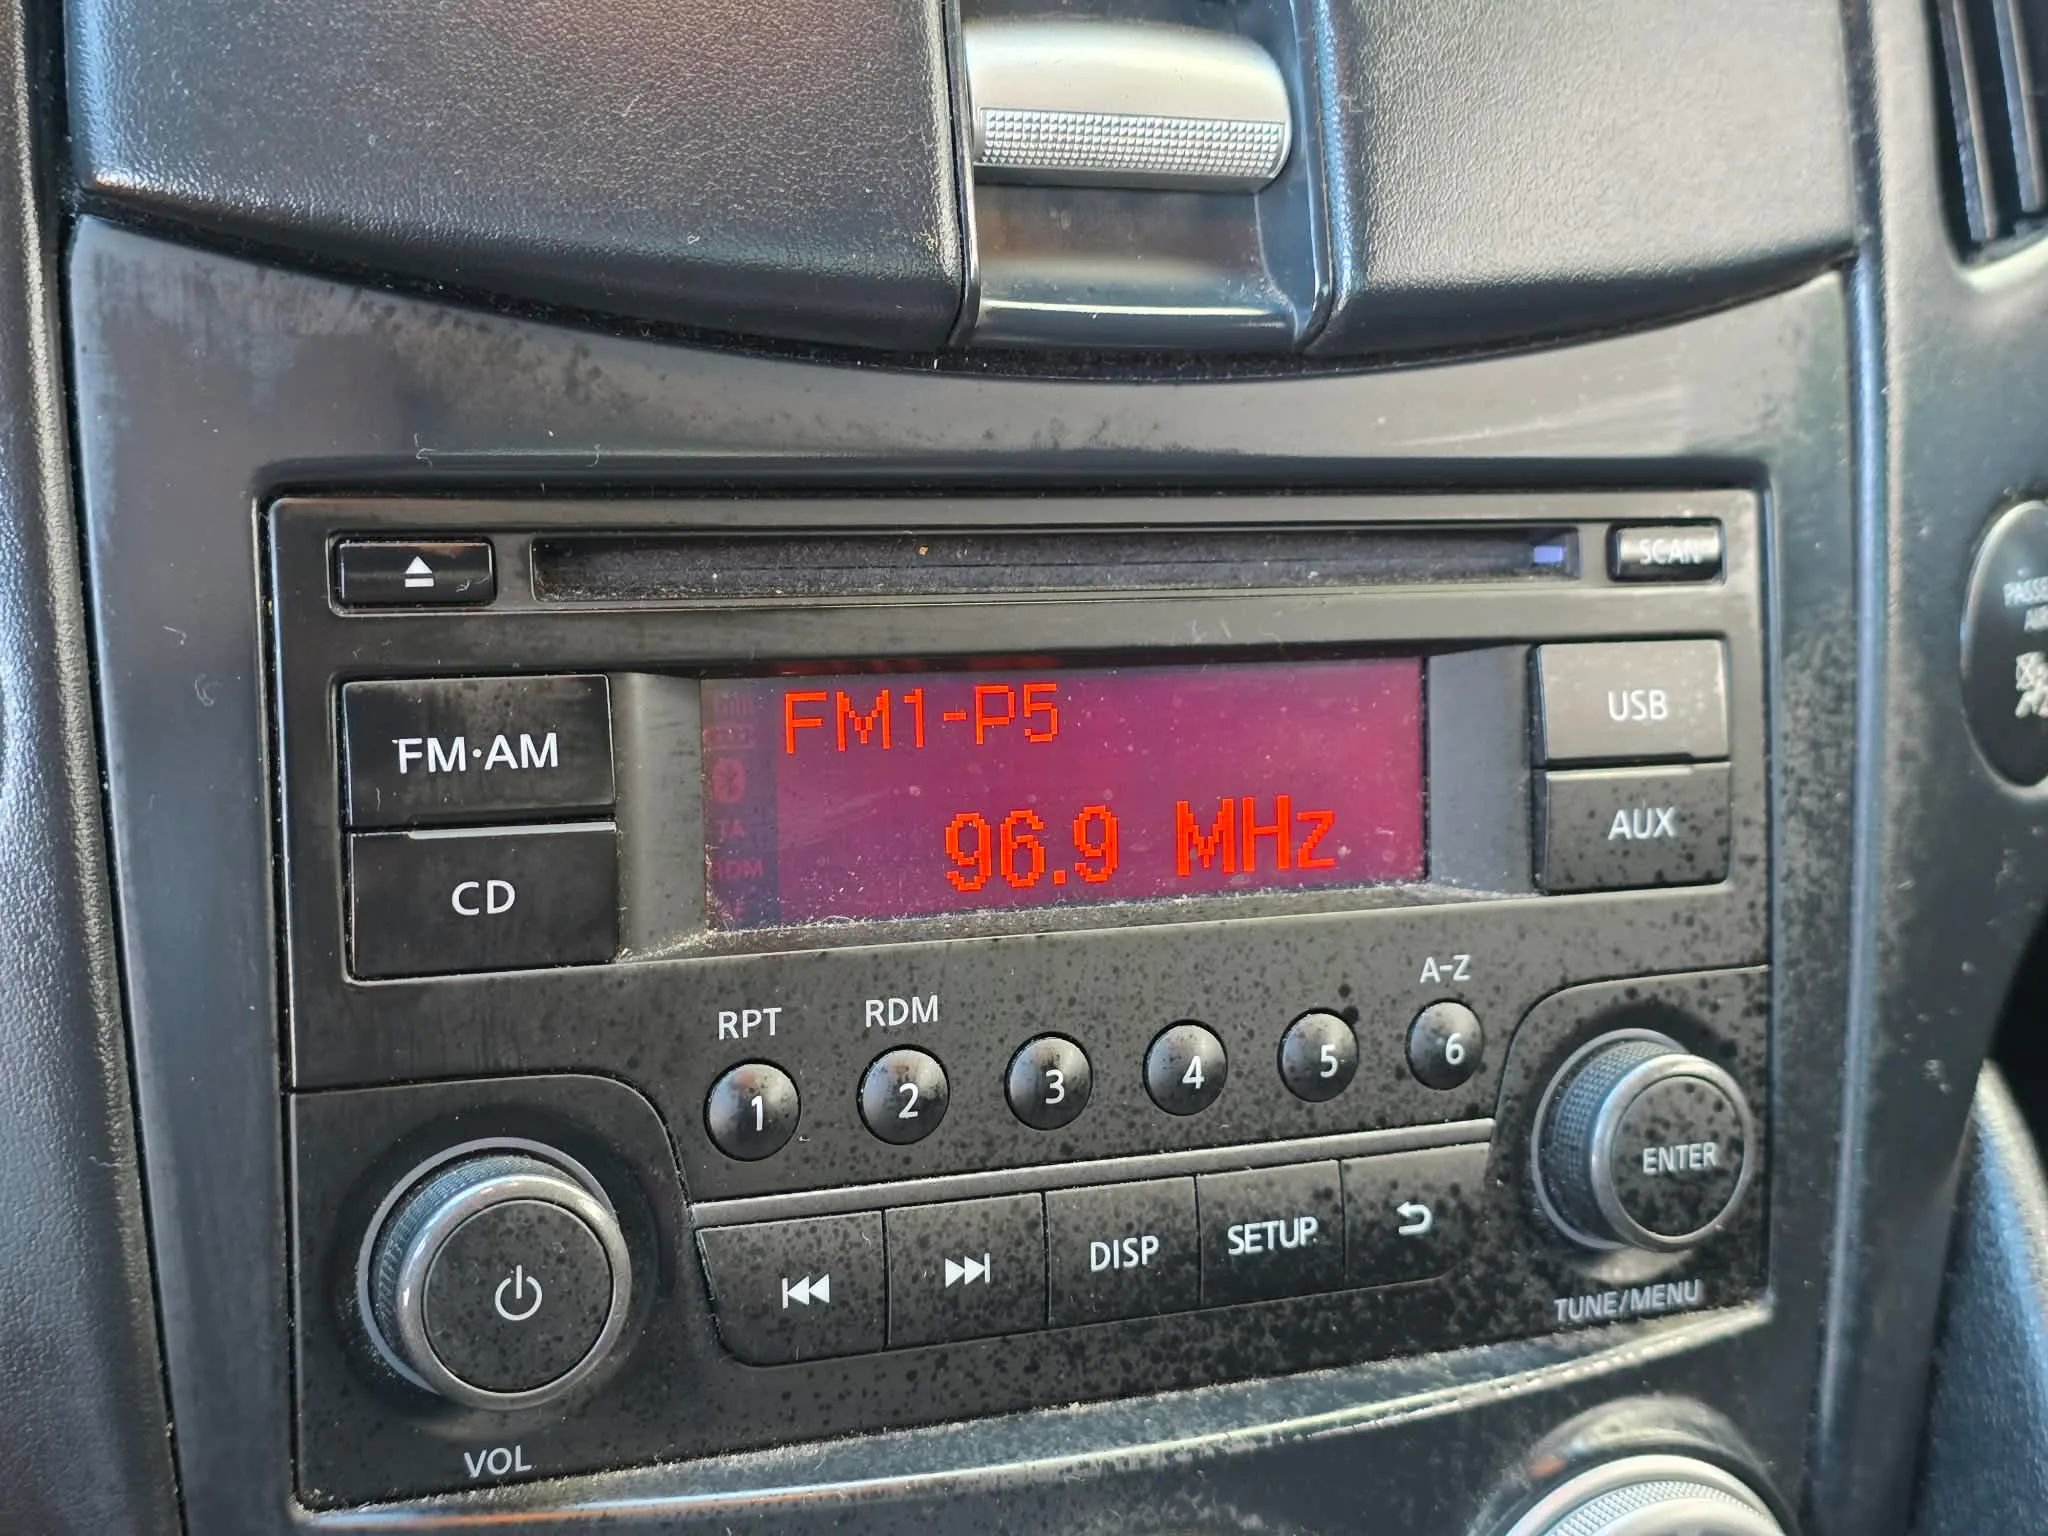 SCAN
FM1-P5
96.9 MHz
FM·AM
CD
USB
AUX
RPT
RDM
A-Z
1
2
3
4
5
6
DISP
SETUP
ENTER
TUNE/MENU
VOL